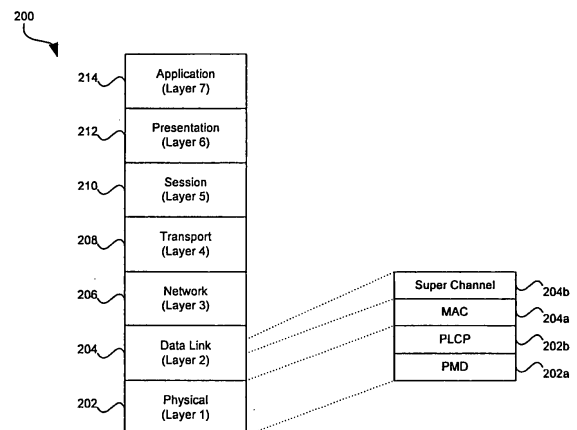 200
214
Application
(Layer 7)
212
Presentation
(Layer 6)
210
Session
(Layer 5)
208
Transport
(Layer 4)
206
Network
(Layer 3)
204
Data Link
(Layer 2)
202
Physical
(Layer 1)
Super Channel
204b
MAC
204a
PLCP
202b
PMD
202a